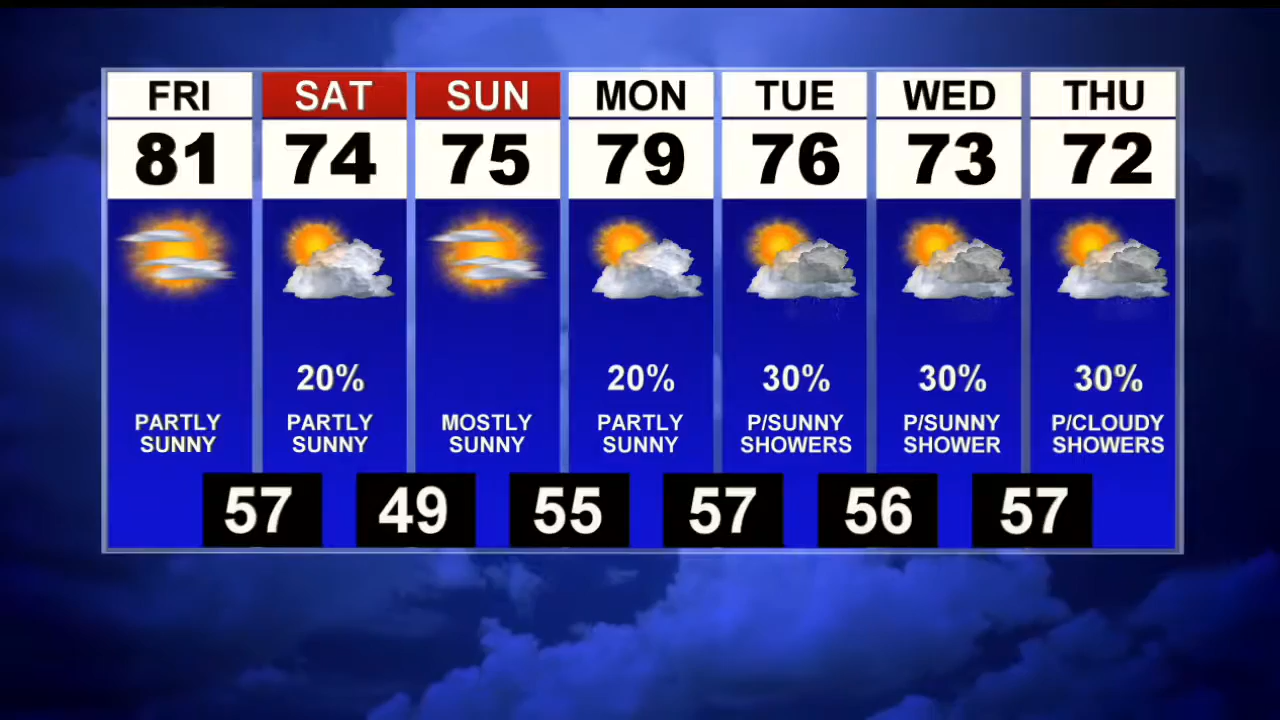 FRI SAT SUN MON TUE WED THU
81 74 75 79 76 73 72
20% 20% 30% 30% 30%
PARTLY PARTLY MOSTLY PARTLY P/SUNNY P/SUNNY P/CLOUDY
SUNNY SUNNY SUNNY SUNNY SHOWERS SHOWER SHOWERS
57 49 55 57 56 57